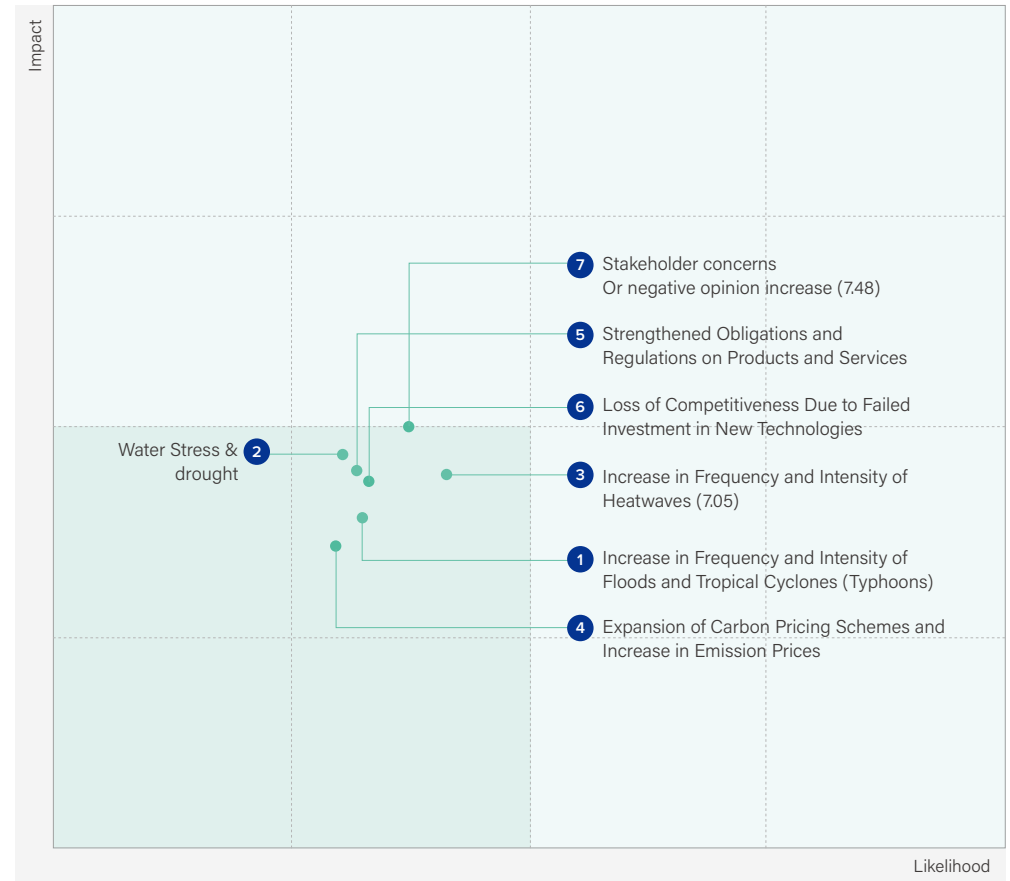 Impact
7
Stakeholder concerns
Or negative opinion increase (7.48)
5
Strengthened Obligations and
Regulations on Products and Services
6
Loss of Competitiveness Due to Failed
Investment in New Technologies
Water Stress &
drought
2
3
Increase in Frequency and Intensity of
Heatwaves (7.05)
1
Increase in Frequency and Intensity of
Floods and Tropical Cyclones (Typhoons)
4
Expansion of Carbon Pricing Schemes and
Increase in Emission Prices
Likelihood